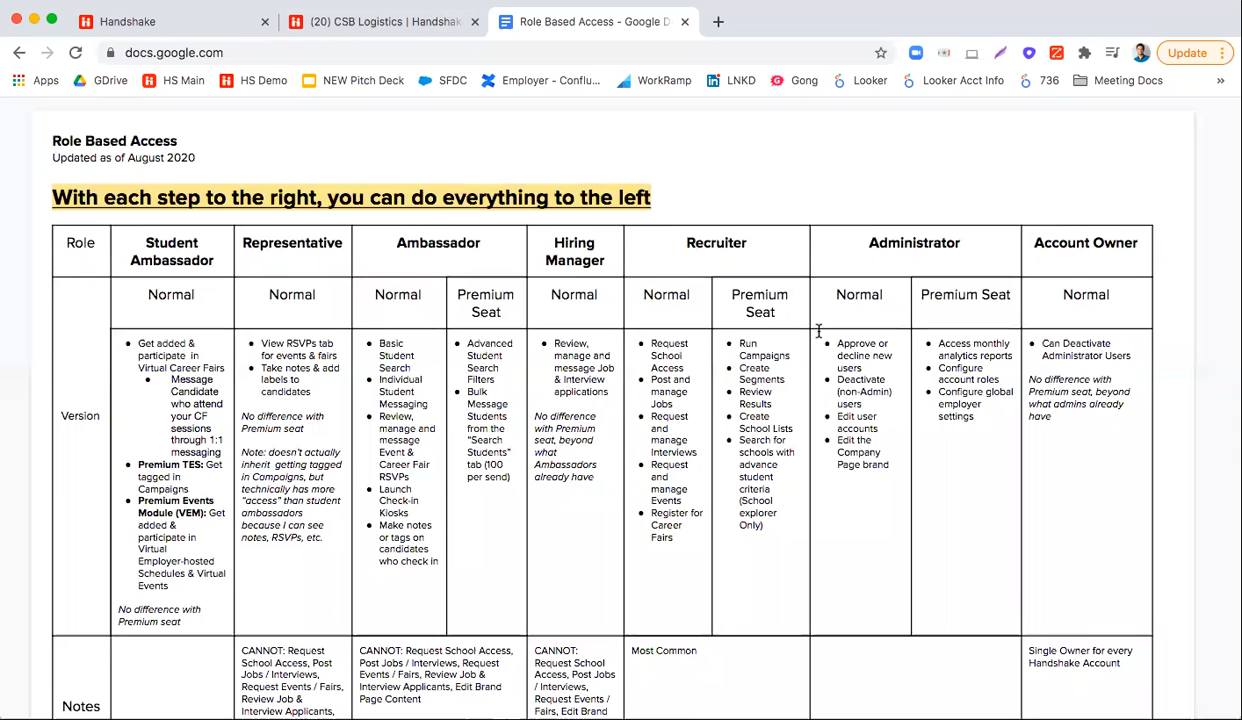 Handshake
(20) CSB Logistics | Handshak
Role Based Access - Google D
docs.google.com
Update
Apps
GDrive
HS Main
HS Demo
NEW Pitch Deck
SFDC
Employer - Conflu...
WorkRamp
LNKD
Gong
Looker
Looker Acct Info
736
Meeting Docs
»
Role Based Access
Updated as of August 2020
With each step to the right, you can do everything to the left
Role
Student
Ambassador
Representative
Ambassador
Hiring
Manager
Recruiter
Administrator
Account Owner
Normal
Normal
Normal
Premium
Seat
Normal
Normal
Premium
Seat
Normal
Premium Seat
Normal
Version
• Get added &
participate in
Virtual Career Fairs
• Message
Candidate
who attend
your CF
sessions
through 1:1
messaging
• Premium TES: Get
tagged in
Campaigns
• Premium Events
Module (VEM): Get
added &
participate in
Virtual
Employer-hosted
Schedules & Virtual
Events
No difference with
Premium seat
• View RSVPs tab
for events & fairs
• Take notes & add
labels to
candidates
No difference with
Premium seat
Note: doesn't actually
inherit getting tagged
in Campaigns, but
technically has more
"access" than student
ambassadors
because I can see
notes, RSVPs, etc.
• Basic
Student
Search
• Individual
Student
Messaging
• Review,
manage and
message
Event &
Career Fair
RSVPs
• Launch
Check-in
Kiosks
• Make notes
or tags on
candidates
who check in
• Advanced
Student
Search
Filters
• Bulk
Message
Students
from the
"Search
Students"
tab (100
per send)
• Review,
manage and
message Job
& Interview
applications
No difference
with Premium
seat, beyond
what
Ambassadors
already have
• Request
School
Access
• Post and
manage
Jobs
• Request
and
manage
Interviews
• Request
and
manage
Events
• Register for
Career
Fairs
• Run
Campaigns
• Create
Segments
• Review
Results
• Create
School Lists
• Search for
schools with
advance
student
criteria
(School
explorer
Only)
• Approve or
decline new
users
• Deactivate
(non-Admin)
users
• Edit user
accounts
• Edit the
Company
Page brand
• Access monthly
analytics reports
• Configure
account roles
• Configure global
employer
settings
• Can Deactivate
Administrator Users
No difference with
Premium seat, beyond
what admins already
have
Notes
CANNOT: Request
School Access, Post
Jobs / Interviews,
Request Events / Fairs,
Review Job &
Interview Applicants,
CANNOT: Request School Access,
Post Jobs / Interviews, Request
Events / Fairs, Review Job &
Interview Applicants, Edit Brand
Page Content
CANNOT:
Request School
Access, Post Jobs
/ Interviews,
Request Events /
Fairs, Edit Brand
Most Common
Single Owner for every
Handshake Account